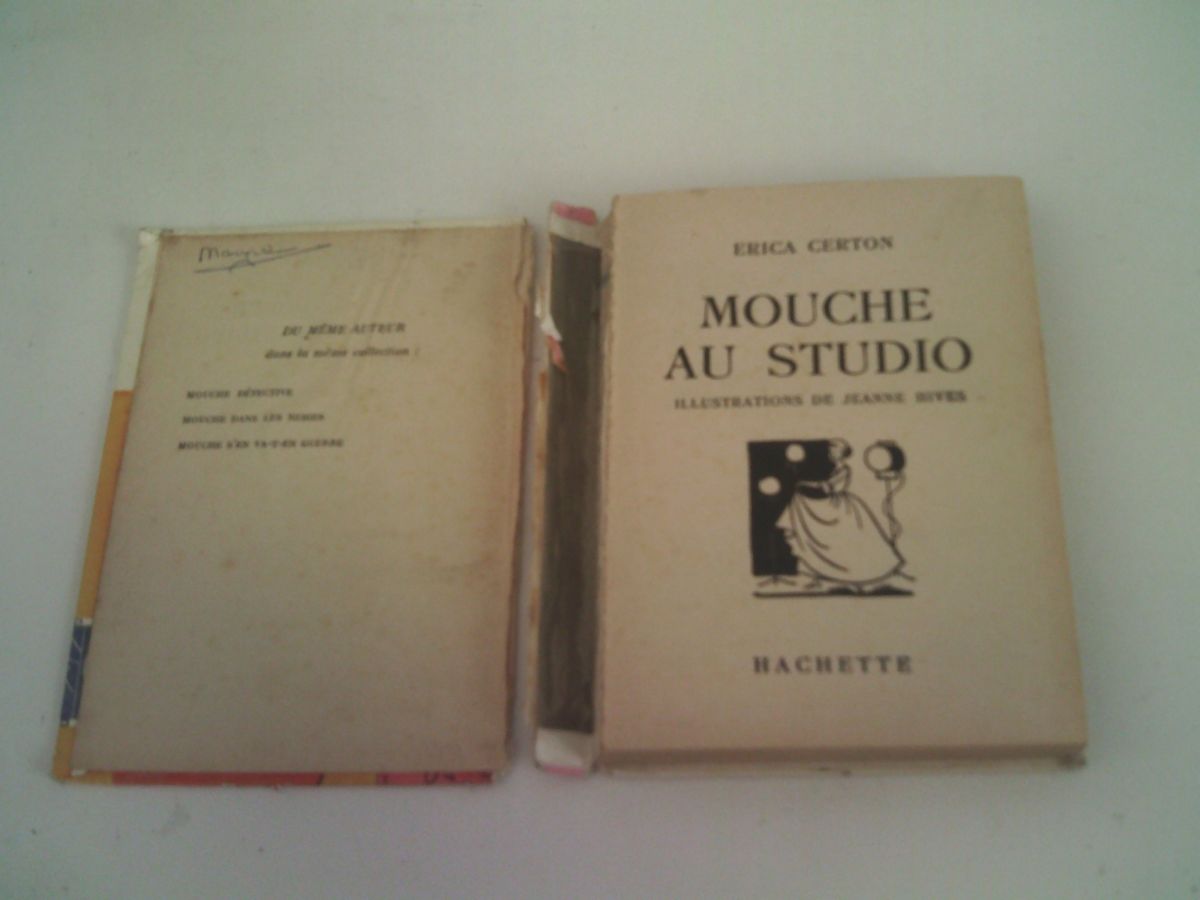 DU MÊME AUTEUR
dans la même collection :
MOUCHE DÉTECTIVE
MOUCHE DANS LES NEIGES
MOUCHE S'EN VA-T-EN GUERRE
ERICA CERTON
MOUCHE
AU STUDIO
ILLUSTRATIONS DE JEANNE HIVES
HACHETTE